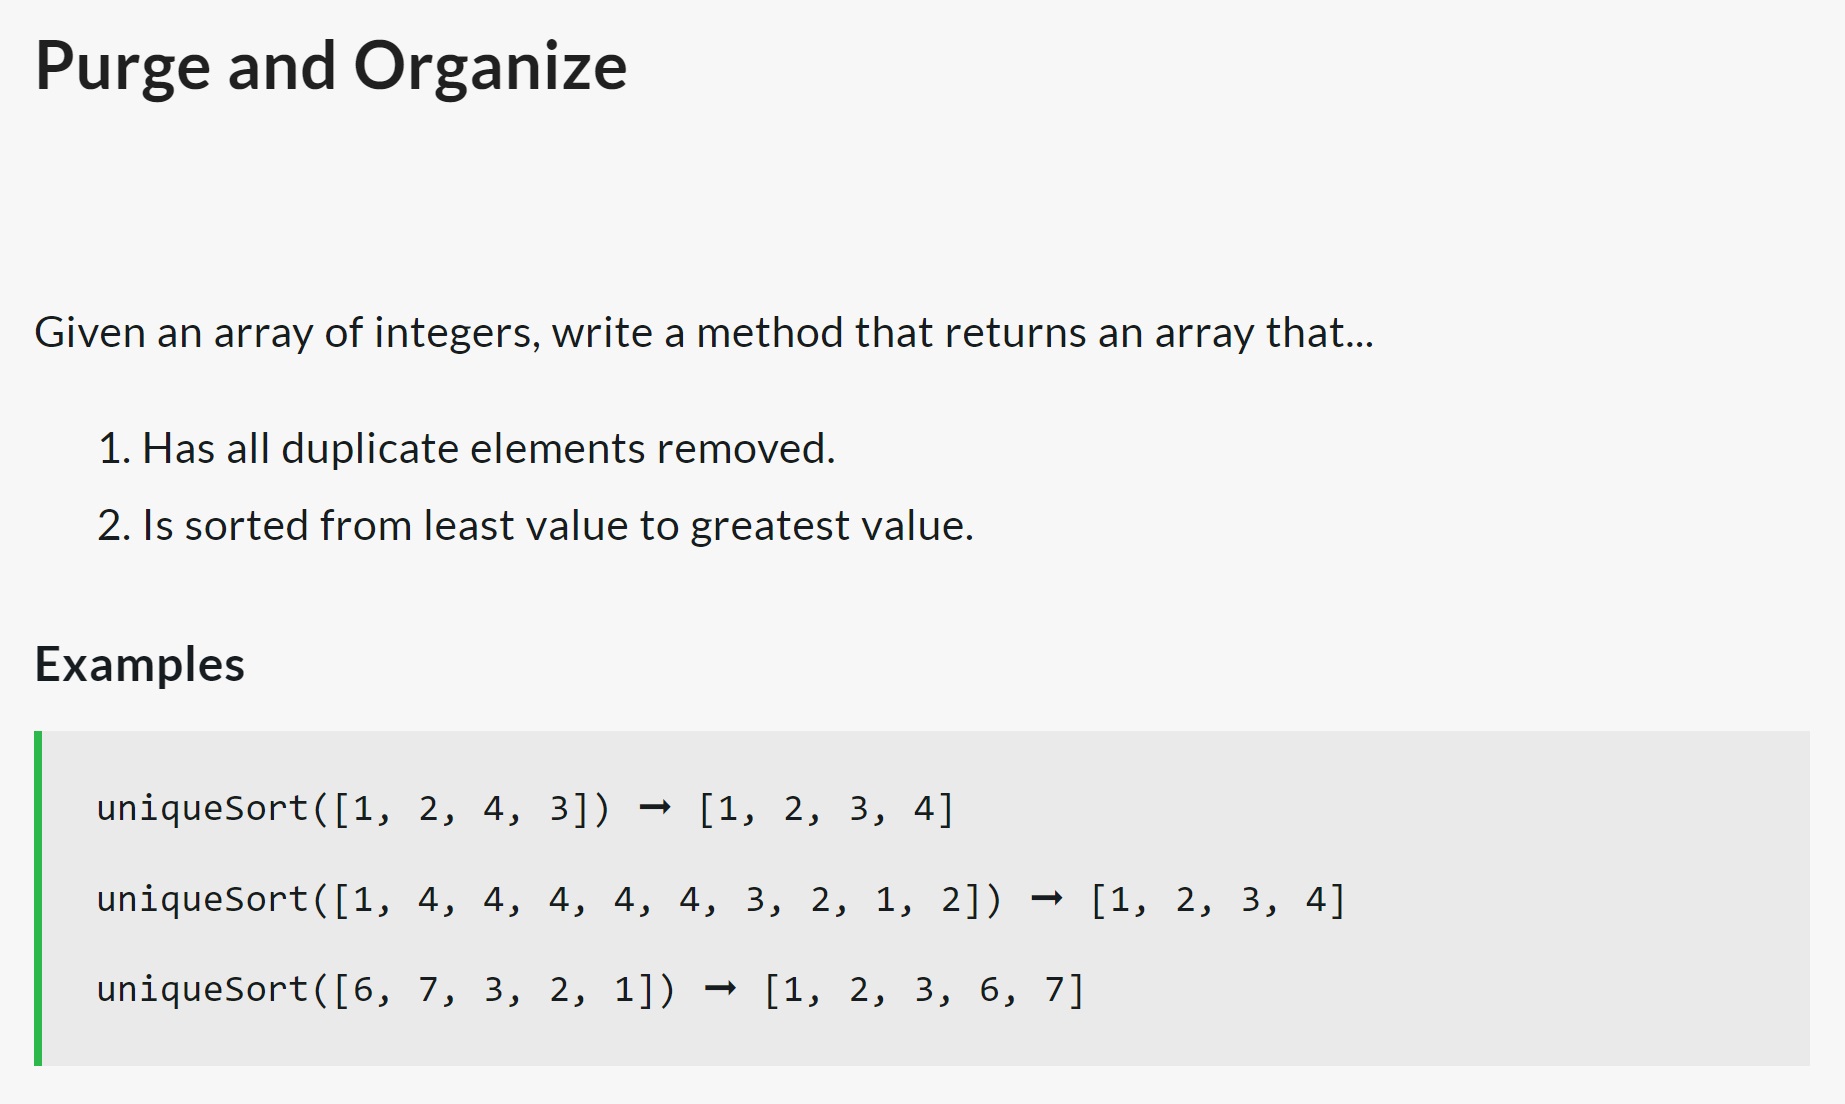 Purge and Organize
Given an array of integers, write a method that returns an array that...
1. Has all duplicate elements removed.
2. Is sorted from least value to greatest value.
Examples
uniqueSort([1, 2, 4, 3]) ➞ [1, 2, 3, 4]
uniqueSort([1, 4, 4, 4, 4, 4, 3, 2, 1, 2]) ➞ [1, 2, 3, 4]
uniqueSort([6, 7, 3, 2, 1]) ➞ [1, 2, 3, 6, 7]